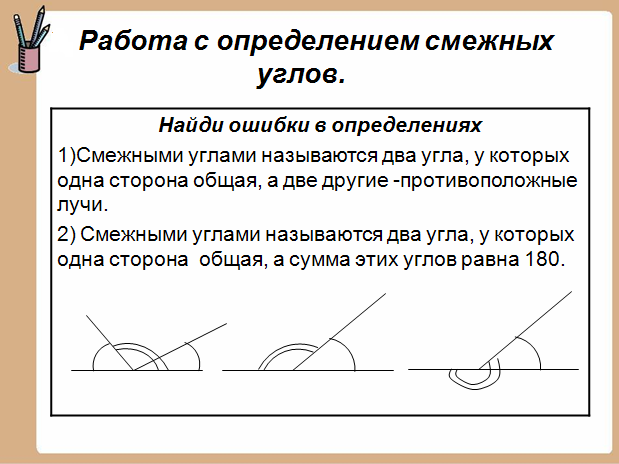 Работа с определением смежных
углов.
Найди ошибки в определениях
1)Смежными углами называются два угла, у которых
одна сторона общая, а две другие -противоположные
лучи.
2) Смежными углами называются два угла, у которых
одна сторона  общая, а сумма этих углов равна 180.